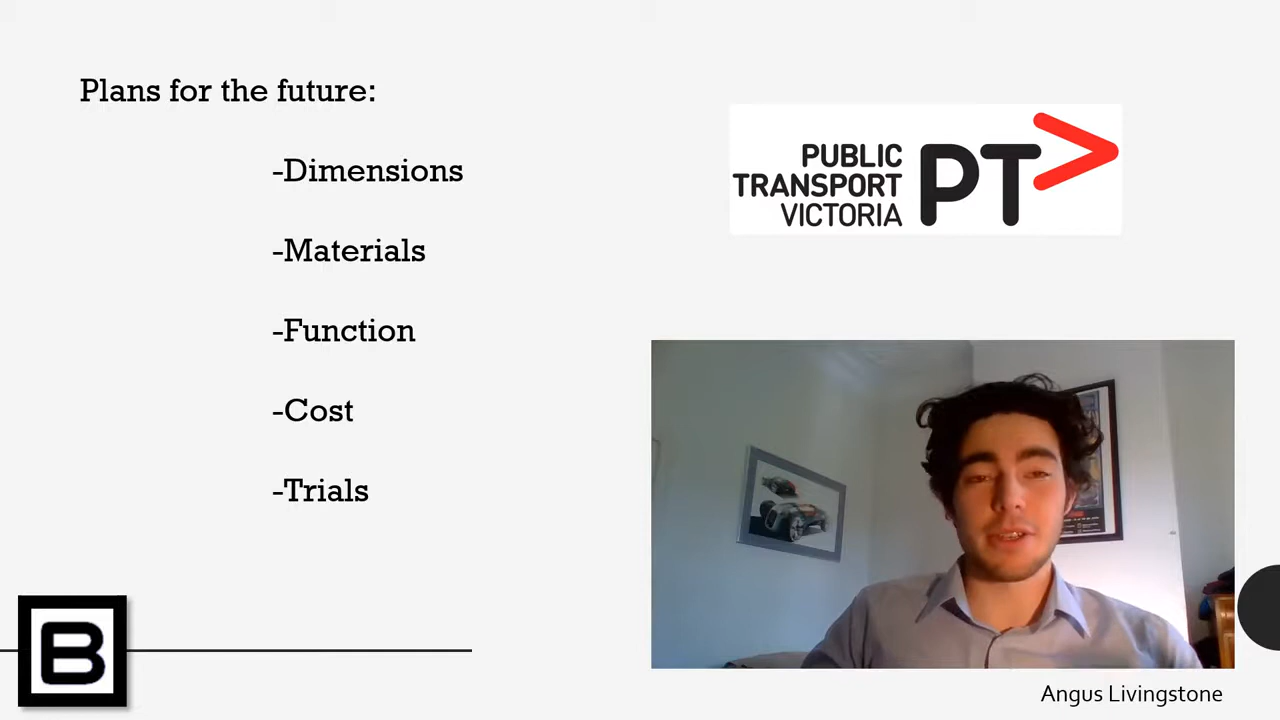 Plans for the future:
-Dimensions
-Materials
-Function
-Cost
-Trials
PUBLIC
TRANSPORT
VICTORIA
PT
B
Angus Livingstone